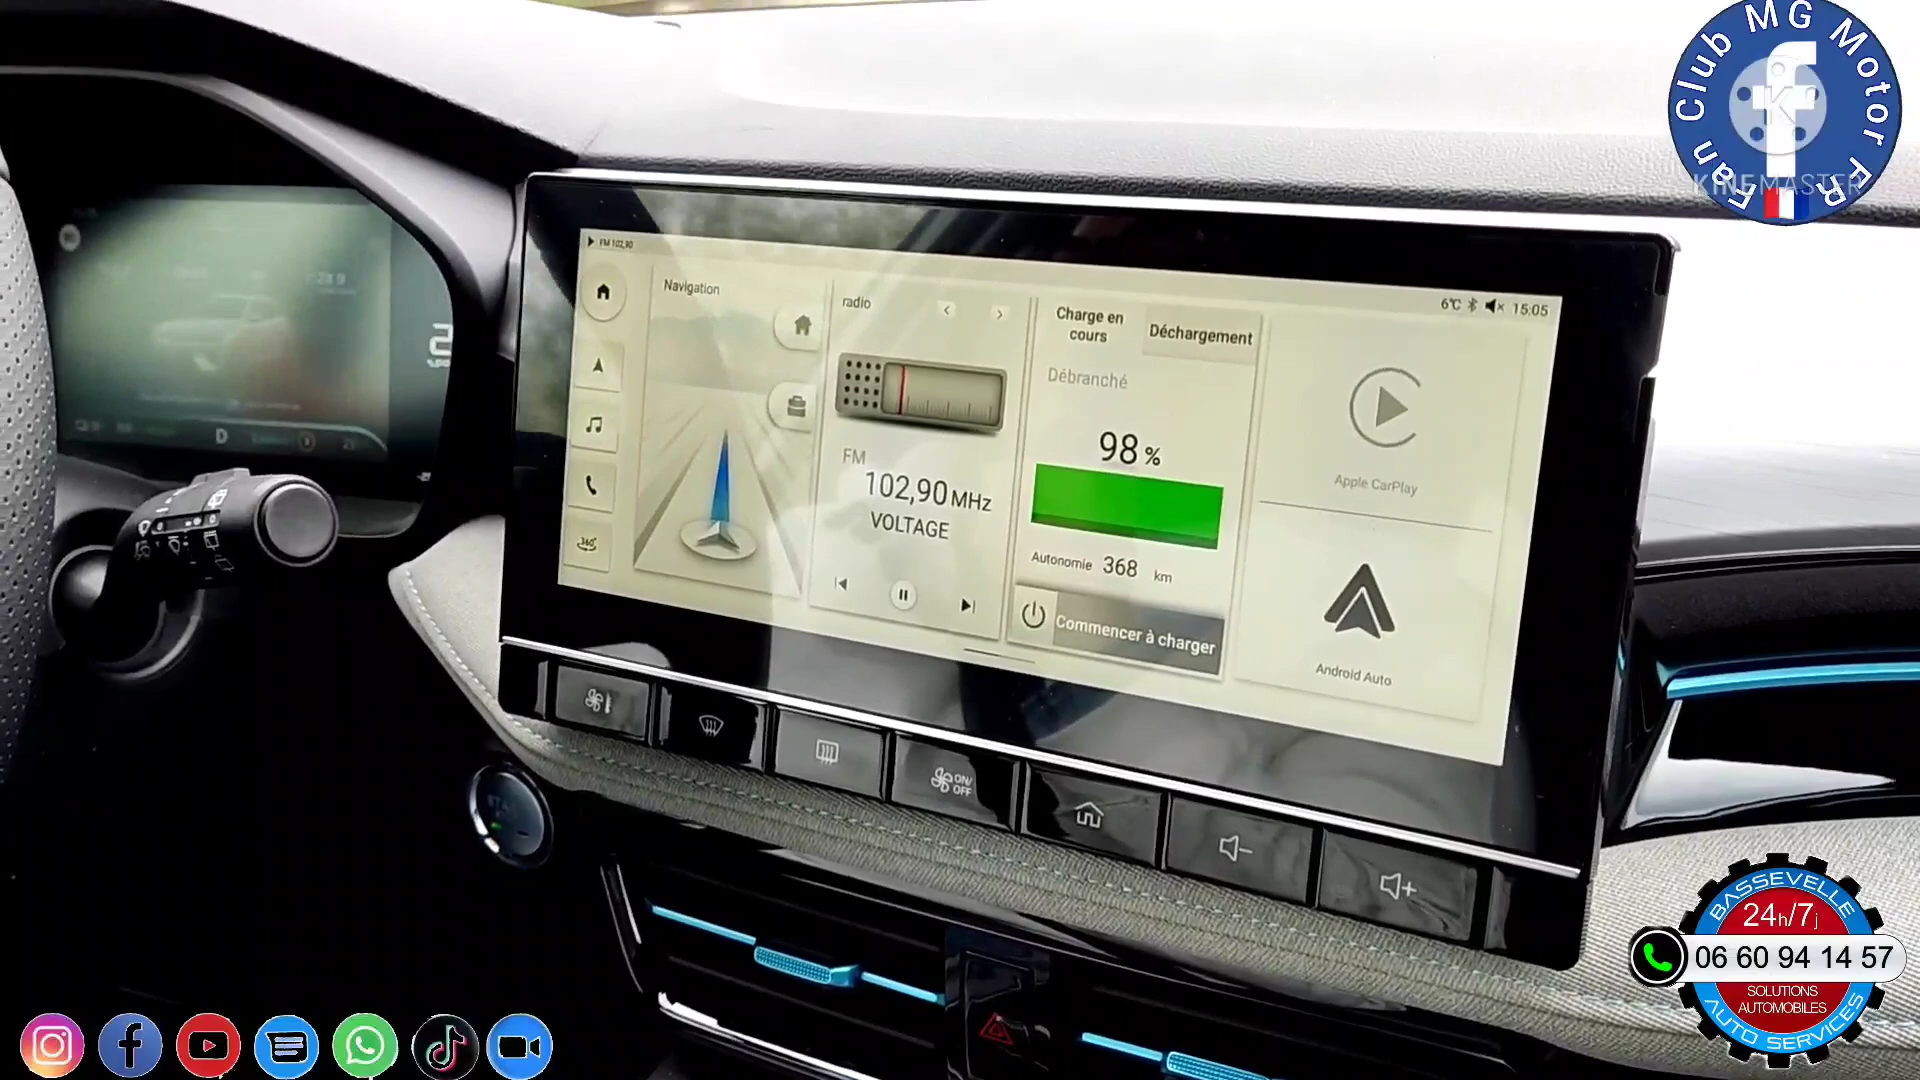 Fan Club MG Motor FR
KINEMASTER
FM 102,90
6℃
15:05
Navigation
radio
FM
102,90 MHz
VOLTAGE
Charge en
cours
Déchargement
Débranché
98 %
Autonomie 368 km
Commencer à charger
Apple CarPlay
Android Auto
360°
D
ON/
OFF
BASSEVELLE
24h/7j
06 60 94 14 57
SOLUTIONS
AUTOMOBILES
AUTO SERVICES